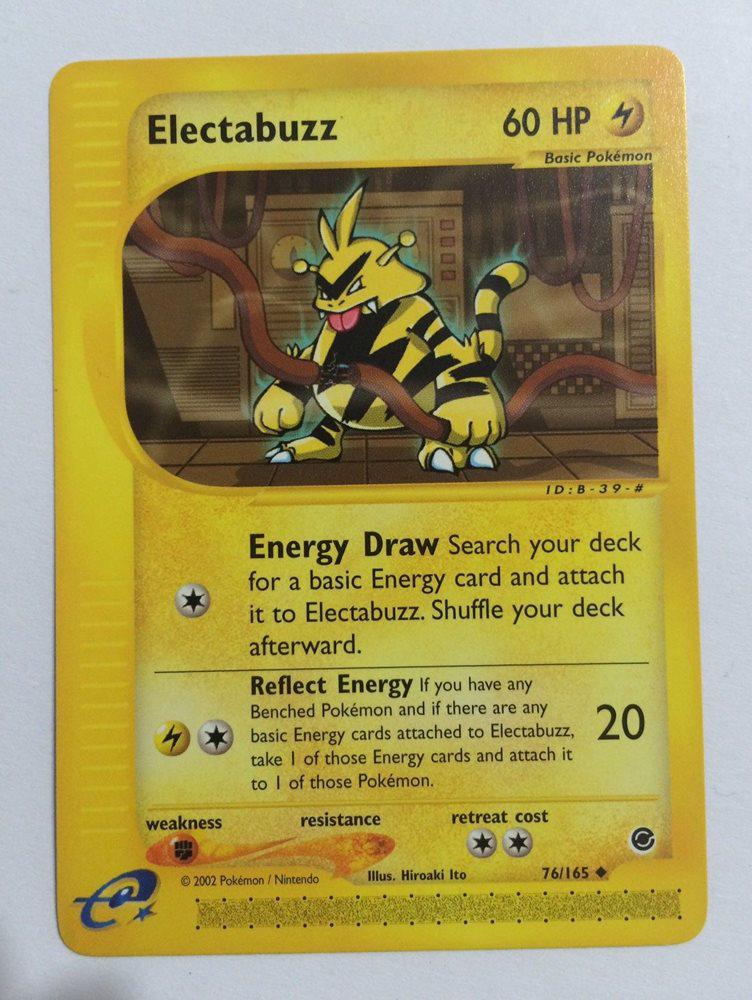 Electabuzz 60 HP
Basic Pokémon
ID:B-39-#
Energy Draw Search your deck
for a basic Energy card and attach
it to Electabuzz. Shuffle your deck
afterward.
Reflect Energy If you have any
Benched Pokémon and if there are any
basic Energy cards attached to Electabuzz,
take 1 of those Energy cards and attach it
to 1 of those Pokémon.
20
weakness resistance retreat cost
© 2002 Pokémon / Nintendo Illus. Hiroaki Ito 76/165 ◆
e